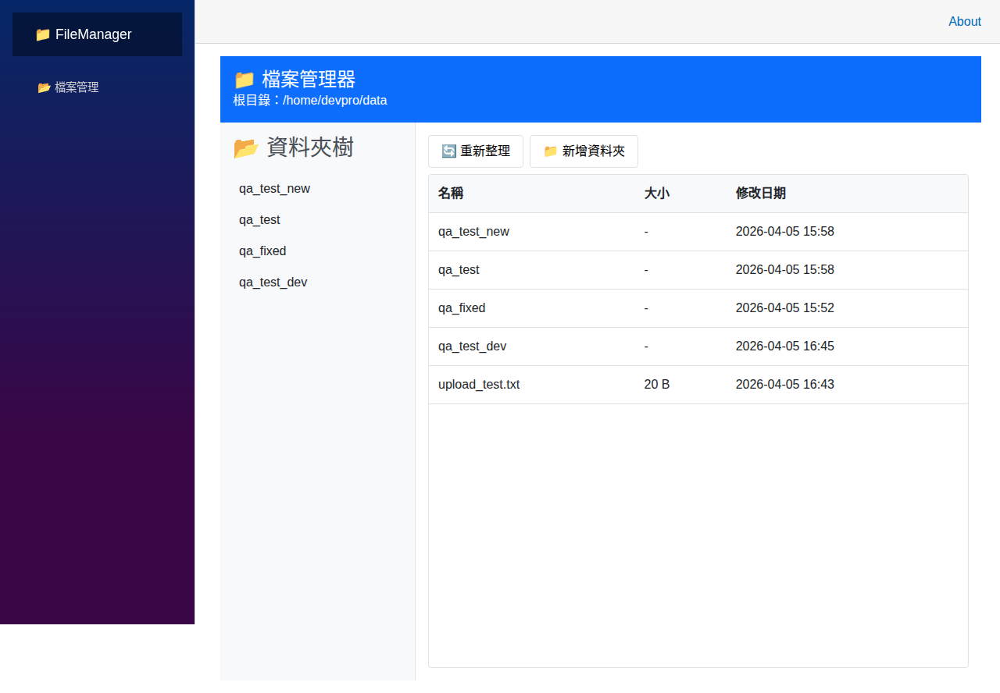 📁 FileManager
📂 檔案管理
About
📁 檔案管理器
根目錄：/home/devpro/data
📂 資料夾樹
qa_test_new
qa_test
qa_fixed
qa_test_dev
🔄 重新整理 📁 新增資料夾
名稱 大小 修改日期
qa_test_new - 2026-04-05 15:58
qa_test - 2026-04-05 15:58
qa_fixed - 2026-04-05 15:52
qa_test_dev - 2026-04-05 16:45
upload_test.txt 20 B 2026-04-05 16:43